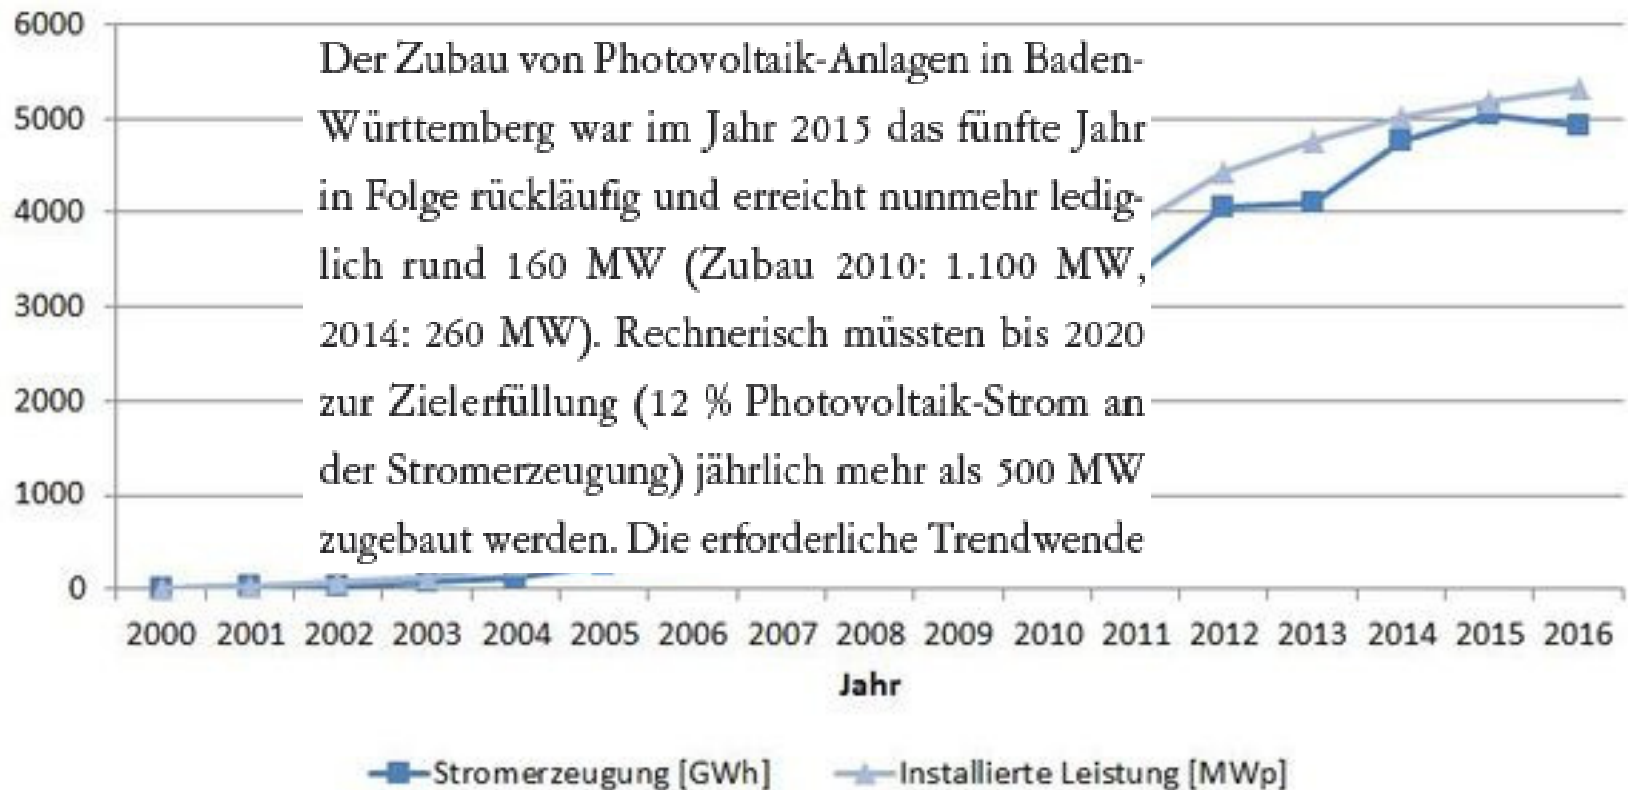 6000
5000
4000
3000
2000
1000
0
Der Zubau von Photovoltaik-Anlagen in Baden-
Württemberg war im Jahr 2015 das fünfte Jahr
in Folge rückläufig und erreicht nunmehr ledig-
lich rund 160 MW (Zubau 2010: 1.100 MW,
2014: 260 MW). Rechnerisch müssten bis 2020
zur Zielerfüllung (12 % Photovoltaik-Strom an
der Stromerzeugung) jährlich mehr als 500 MW
zugebaut werden. Die erforderliche Trendwende
2000 2001 2002 2003 2004 2005 2006 2007 2008 2009 2010 2011 2012 2013 2014 2015 2016
Jahr
Stromerzeugung [GWh] Installierte Leistung [MWp]